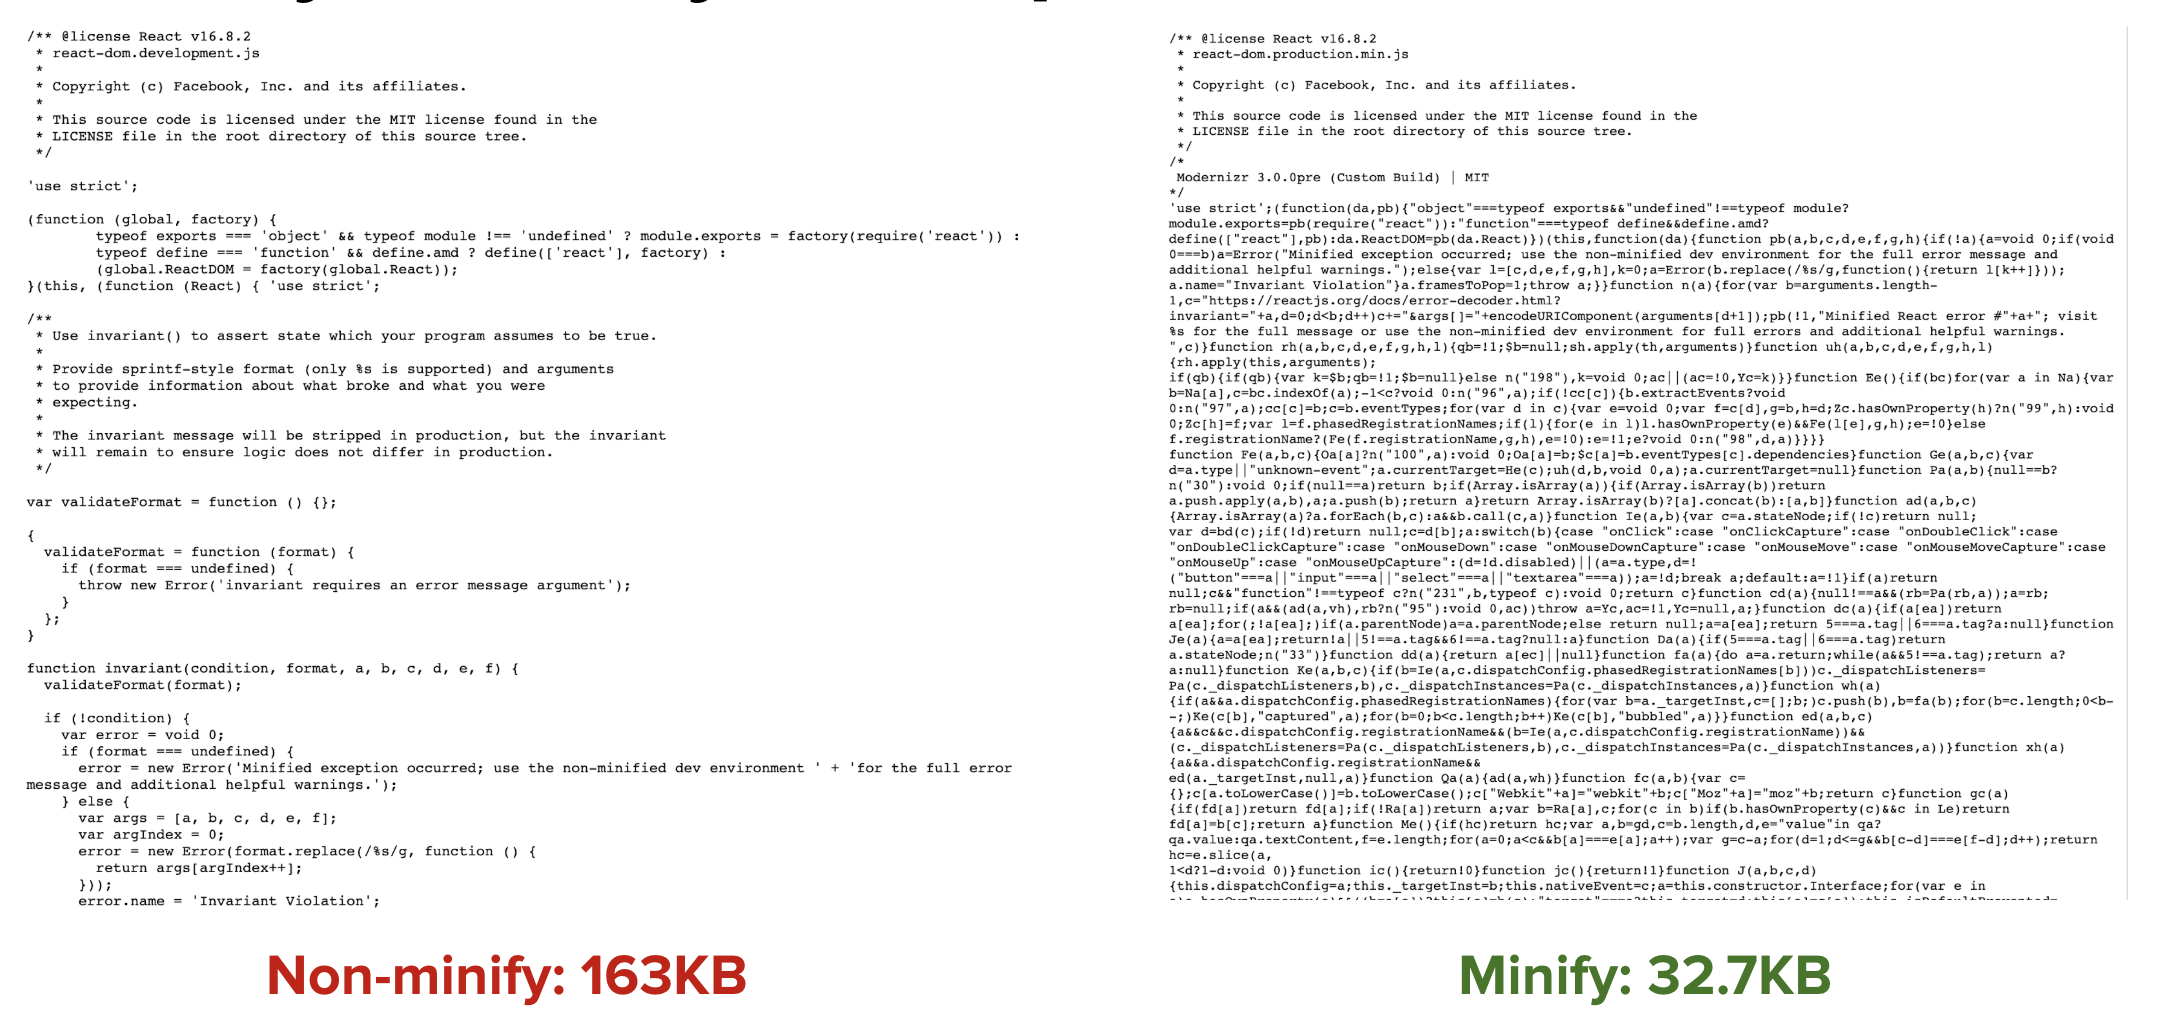 /** @license React v16.8.2
 * react-dom.development.js
 *
 * Copyright (c) Facebook, Inc. and its affiliates.
 *
 * This source code is licensed under the MIT license found in the
 * LICENSE file in the root directory of this source tree.
 */
'use strict';
(function (global, factory) {
        typeof exports === 'object' && typeof module !== 'undefined' ? module.exports = factory(require('react')) :
        typeof define === 'function' && define.amd ? define(['react'], factory) :
        (global.ReactDOM = factory(global.React));
}(this, (function (React) { 'use strict';
/**
 * Use invariant() to assert state which your program assumes to be true.
 *
 * Provide sprintf-style format (only %s is supported) and arguments
 * to provide information about what broke and what you were
 * expecting.
 *
 * The invariant message will be stripped in production, but the invariant
 * will remain to ensure logic does not differ in production.
 */
var validateFormat = function () {};
{
  validateFormat = function (format) {
    if (format === undefined) {
      throw new Error('invariant requires an error message argument');
    }
  };
}
function invariant(condition, format, a, b, c, d, e, f) {
  validateFormat(format);
  if (!condition) {
    var error = void 0;
    if (format === undefined) {
      error = new Error('Minified exception occurred; use the non-minified dev environment ' + 'for the full error
message and additional helpful warnings.');
    } else {
      var args = [a, b, c, d, e, f];
      var argIndex = 0;
      error = new Error(format.replace(/%s/g, function () {
        return args[argIndex++];
      }));
      error.name = 'Invariant Violation';
Non-minify: 163KB
/** @license React v16.8.2
 * react-dom.production.min.js
 *
 * Copyright (c) Facebook, Inc. and its affiliates.
 *
 * This source code is licensed under the MIT license found in the
 * LICENSE file in the root directory of this source tree.
 */
/*
 Modernizr 3.0.0pre (Custom Build) | MIT
*/
'use strict';(function(da,pb){"object"===typeof exports&&"undefined"!==typeof module?
module.exports=pb(require("react")):"function"===typeof define&&define.amd?
define(["react"],pb):da.ReactDOM=pb(da.React)})(this,function(da){function pb(a,b,c,d,e,f,g,h){if(!a){a=void 0;if(void
0===b)a=Error("Minified exception occurred; use the non-minified dev environment for the full error message and
additional helpful warnings.");else{var l=[c,d,e,f,g,h],k=0;a=Error(b.replace(/%s/g,function(){return l[k++]}));
a.name="Invariant Violation"}a.framesToPop=1;throw a;}}function n(a){for(var b=arguments.length-
1,c="https://reactjs.org/docs/error-decoder.html?
invariant="+a,d=0;d<b;d++)c+="&args[]="+encodeURIComponent(arguments[d+1]);pb(!1,"Minified React error #"+a+"; visit
%s for the full message or use the non-minified dev environment for full errors and additional helpful warnings.
",c)}function rh(a,b,c,d,e,f,g,h,l){qb=!1;$b=null;sh.apply(th,arguments)}function uh(a,b,c,d,e,f,g,h,l)
{rh.apply(this,arguments);
if(qb){if(qb){var k=$b;qb=!1;$b=null}else n("198"),k=void 0;ac||(ac=!0,Yc=k)}}function Ee(){if(bc)for(var a in Na){var
b=Na[a],c=bc.indexOf(a);-1<c?void 0:n("96",a);if(!cc[c]){b.extractEvents?void
0:n("97",a);cc[c]=b;c=b.eventTypes;for(var d in c){var e=void 0;var f=c[d],g=b,h=d;Zc.hasOwnProperty(h)?n("99",h):void
0;Zc[h]=f;var l=f.phasedRegistrationNames;if(l){for(e in l)l.hasOwnProperty(e)&&Fe(l[e],g,h);e=!0}else
f.registrationName?(Fe(f.registrationName,g,h),e=!0):e=!1;e?void 0:n("98",d,a)}}}}
function Fe(a,b,c){Oa[a]?n("100",a):void 0;Oa[a]=b;$c[a]=b.eventTypes[c].dependencies}function Ge(a,b,c){var
d=a.type||"unknown-event";a.currentTarget=He(c);uh(d,b,void 0,a);a.currentTarget=null}function Pa(a,b){null==b?
n("30"):void 0;if(null==a)return b;if(Array.isArray(a)){if(Array.isArray(b))return
a.push.apply(a,b),a;a.push(b);return a}return Array.isArray(b)?[a].concat(b):[a,b]}function ad(a,b,c)
{Array.isArray(a)?a.forEach(b,c):a&&b.call(c,a)}function Ie(a,b){var c=a.stateNode;if(!c)return null;
var d=bd(c);if(!d)return null;c=d[b];a:switch(b){case "onClick":case "onClickCapture":case "onDoubleClick":case
"onDoubleClickCapture":case "onMouseDown":case "onMouseDownCapture":case "onMouseMove":case "onMouseMoveCapture":case
"onMouseUp":case "onMouseUpCapture":(d=!d.disabled)||(a=a.type,d=!
("button"===a||"input"===a||"select"===a||"textarea"===a));a=!d;break a;default:a=!1}if(a)return
null;c&&"function"!==typeof c?n("231",b,typeof c):void 0;return c}function cd(a){null!==a&&(rb=Pa(rb,a));a=rb;
rb=null;if(a&&(ad(a,vh),rb?n("95"):void 0,ac))throw a=Yc,ac=!1,Yc=null,a;}function dc(a){if(a[ea])return
a[ea];for(;!a[ea];)if(a.parentNode)a=a.parentNode;else return null;a=a[ea];return 5===a.tag||6===a.tag?a:null}function
Je(a){a=a[ea];return!a||5!==a.tag&&6!==a.tag?null:a}function Da(a){if(5===a.tag||6===a.tag)return
a.stateNode;n("33")}function dd(a){return a[ec]||null}function fa(a){do a=a.return;while(a&&5!==a.tag);return a?
a:null}function Ke(a,b,c){if(b=Ie(a,c.dispatchConfig.phasedRegistrationNames[b]))c._dispatchListeners=
Pa(c._dispatchListeners,b),c._dispatchInstances=Pa(c._dispatchInstances,a)}function wh(a)
{if(a&&a.dispatchConfig.phasedRegistrationNames){for(var b=a._targetInst,c=[];b;)c.push(b),b=fa(b);for(b=c.length;0<b-
-;)Ke(c[b],"captured",a);for(b=0;b<c.length;b++)Ke(c[b],"bubbled",a)}}function ed(a,b,c)
{a&&c&&c.dispatchConfig.registrationName&&(b=Ie(a,c.dispatchConfig.registrationName))&&
(c._dispatchListeners=Pa(c._dispatchListeners,b),c._dispatchInstances=Pa(c._dispatchInstances,a))}function xh(a)
{a&&a.dispatchConfig.registrationName&&
ed(a._targetInst,null,a)}function Qa(a){ad(a,wh)}function fc(a,b){var c=
{};c[a.toLowerCase()]=b.toLowerCase();c["Webkit"+a]="webkit"+b;c["Moz"+a]="moz"+b;return c}function gc(a)
{if(fd[a])return fd[a];if(!Ra[a])return a;var b=Ra[a],c;for(c in b)if(b.hasOwnProperty(c)&&c in Le)return
fd[a]=b[c];return a}function Me(){if(hc)return hc;var a,b=gd,c=b.length,d,e="value"in qa?
qa.value:qa.textContent,f=e.length;for(a=0;a<c&&b[a]===e[a];a++);var g=c-a;for(d=1;d<=g&&b[c-d]===e[f-d];d++);return
hc=e.slice(a,
1<d?1-d:void 0)}function ic(){return!0}function jc(){return!1}function J(a,b,c,d)
{this.dispatchConfig=a;this._targetInst=b;this.nativeEvent=c;a=this.constructor.Interface;for(var e in
Minify: 32.7KB